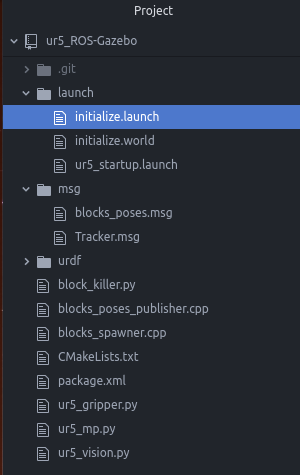 Project
ur5_ROS-Gazebo
.git
launch
initialize.launch
initialize.world
ur5_startup.launch
msg
blocks_poses.msg
Tracker.msg
urdf
block_killer.py
blocks_poses_publisher.cpp
blocks_spawner.cpp
CMakeLists.txt
package.xml
ur5_gripper.py
ur5_mp.py
ur5_vision.py